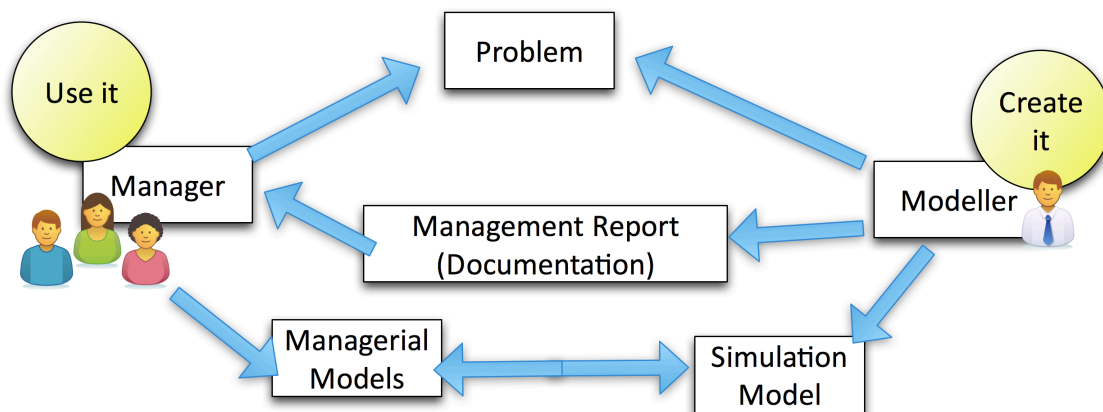 Problem
Use it
Create
it
Manager
Modeller
Management Report
(Documentation)
Managerial
Models
Simulation
Model